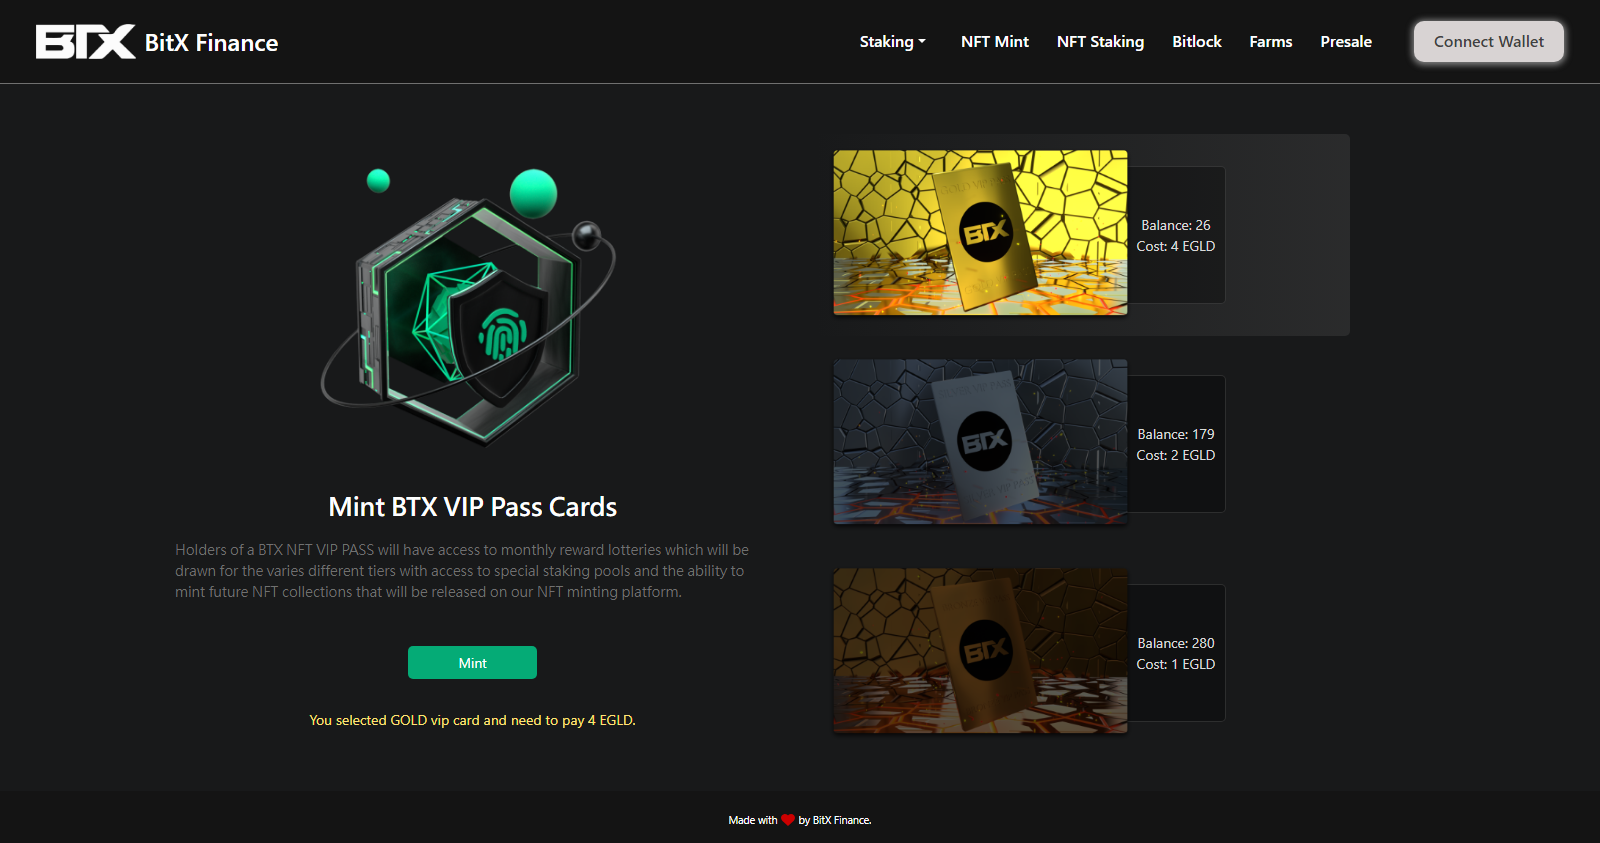 BTX BitX Finance
Staking
NFT Mint
NFT Staking
Bitlock
Farms
Presale
Connect Wallet
GOLD VIP PASS
BTX
Balance: 26
Cost: 4 EGLD
BTX
Balance: 179
Cost: 2 EGLD
BTX
Balance: 280
Cost: 1 EGLD
Mint BTX VIP Pass Cards
Holders of a BTX NFT VIP PASS will have access to monthly reward lotteries which will be
drawn for the varies different tiers with access to special staking pools and the ability to
mint future NFT collections that will be released on our NFT minting platform.
Mint
You selected GOLD vip card and need to pay 4 EGLD.
Made with by BitX Finance.